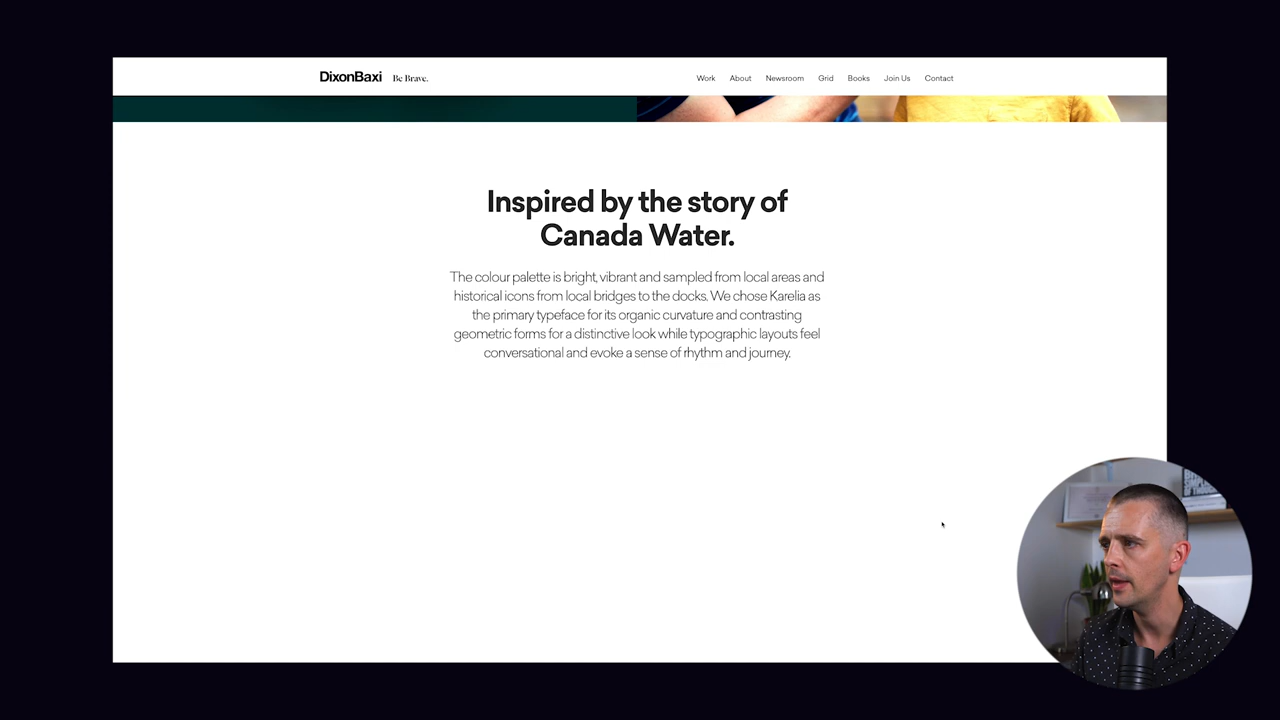 DixonBaxi Be Brave. Work About Newsroom Grid Books Join Us Contact
Inspired by the story of
Canada Water.
The colour palette is bright, vibrant and sampled from local areas and
historical icons from local bridges to the docks. We chose Karelia as
the primary typeface for its organic curvature and contrasting
geometric forms for a distinctive look while typographic layouts feel
conversational and evoke a sense of rhythm and journey.